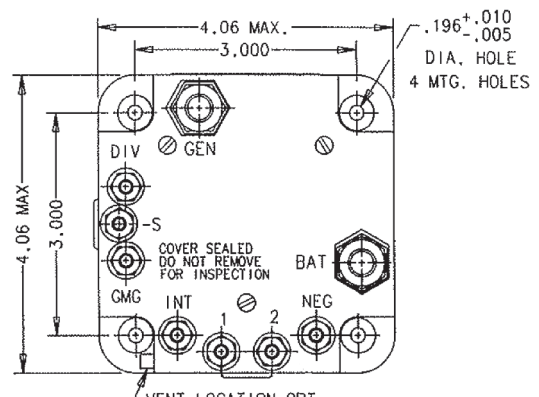 4.06 MAX.
3.000
.196+.010
-.005
DIA. HOLE
4 MTG. HOLES
DIV
GEN
4.06 MAX
3.000
-S
COVER SEALED
DO NOT REMOVE
FOR INSPECTION
BAT
GMG
INT
1
2
NEG
VENT LOCATION OPT